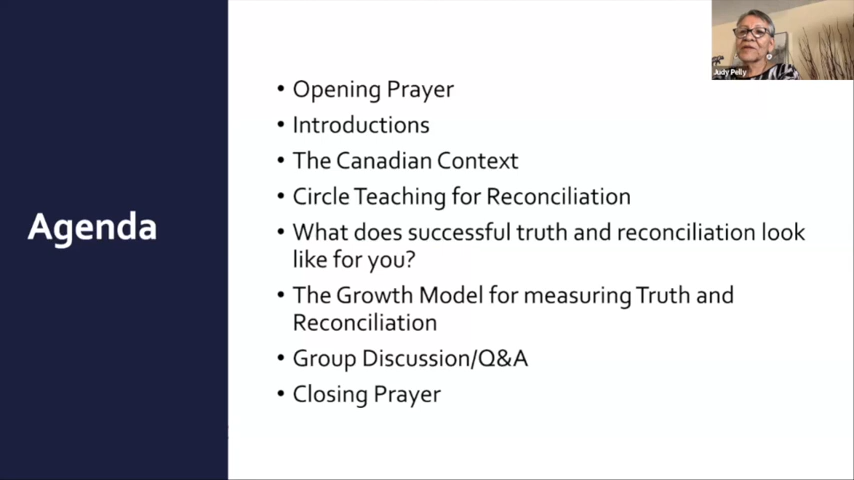 Judy Pelly
Agenda
• Opening Prayer
• Introductions
• The Canadian Context
• Circle Teaching for Reconciliation
• What does successful truth and reconciliation look
like for you?
• The Growth Model for measuring Truth and
Reconciliation
• Group Discussion/Q&A
• Closing Prayer